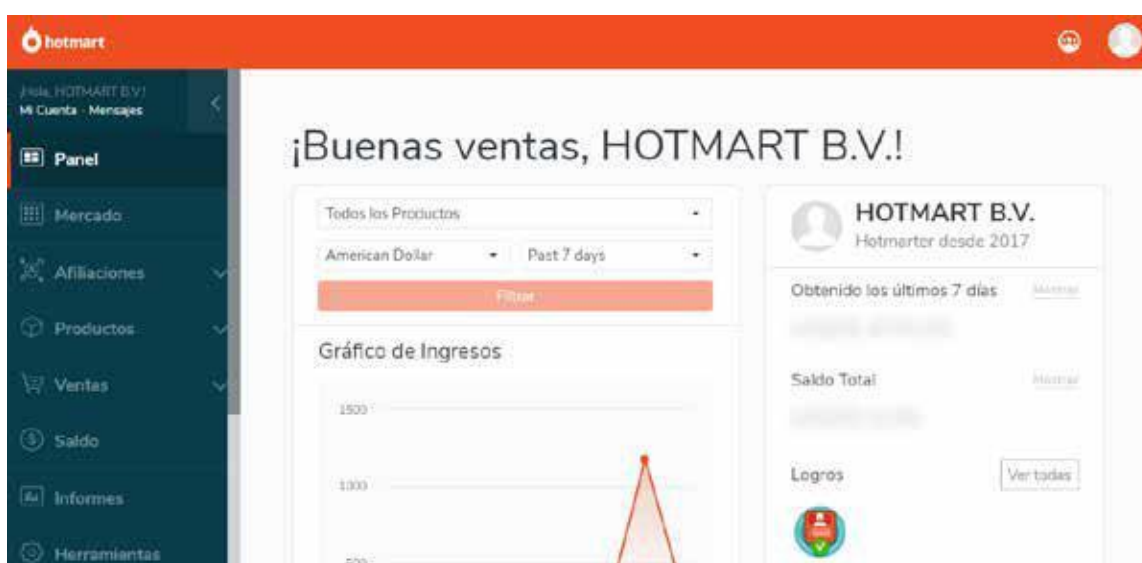 hotmart
¡Hola, HOTMART B.V.!
Mi Cuenta - Mensajes
Panel
Mercado
Afiliaciones
Productos
Ventas
Saldo
Informes
Herramientas
¡Buenas ventas, HOTMART B.V.!
Todos los Productos
American Dollar
Past 7 days
Filtrar
Gráfico de Ingresos
1500
1000
500
HOTMART B.V.
Hotmarter desde 2017
Obtenido los últimos 7 días
Mostrar
Saldo Total
Mostrar
Logros
Ver todas